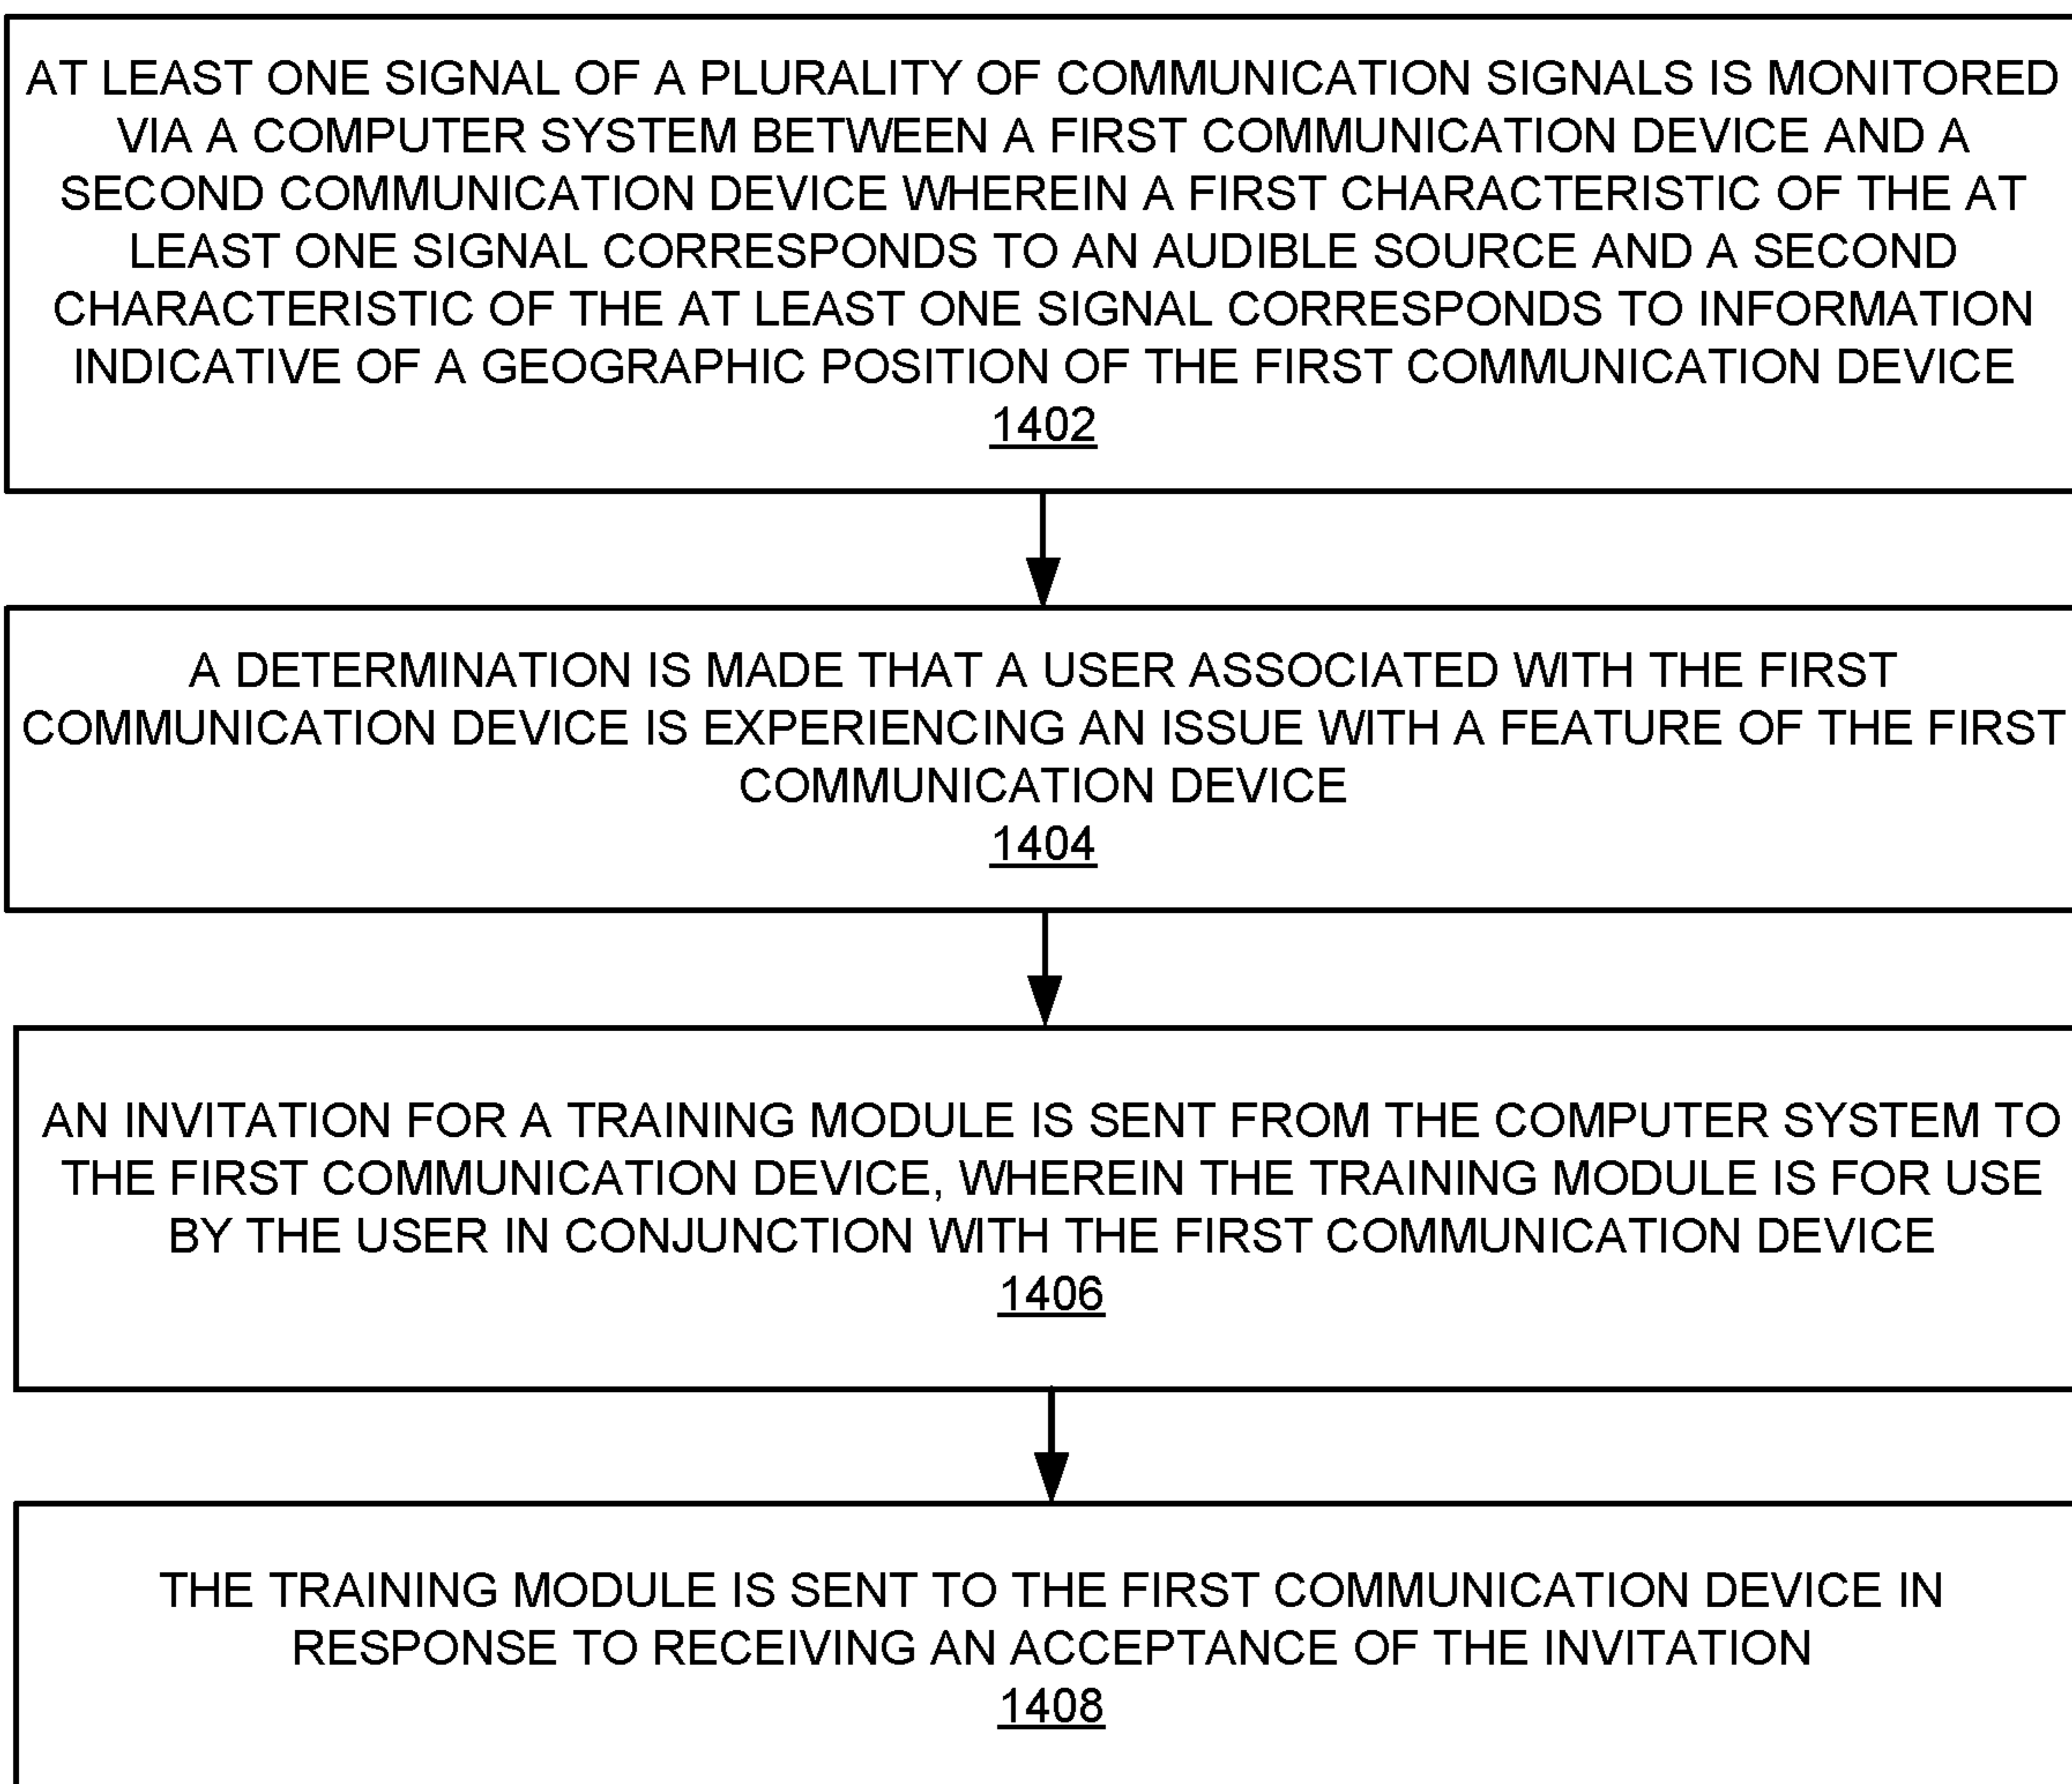 AT LEAST ONE SIGNAL OF A PLURALITY OF COMMUNICATION SIGNALS IS MONITORED
VIA A COMPUTER SYSTEM BETWEEN A FIRST COMMUNICATION DEVICE AND A
SECOND COMMUNICATION DEVICE WHEREIN A FIRST CHARACTERISTIC OF THE AT
LEAST ONE SIGNAL CORRESPONDS TO AN AUDIBLE SOURCE AND A SECOND
CHARACTERISTIC OF THE AT LEAST ONE SIGNAL CORRESPONDS TO INFORMATION
INDICATIVE OF A GEOGRAPHIC POSITION OF THE FIRST COMMUNICATION DEVICE
1402
A DETERMINATION IS MADE THAT A USER ASSOCIATED WITH THE FIRST
COMMUNICATION DEVICE IS EXPERIENCING AN ISSUE WITH A FEATURE OF THE FIRST
COMMUNICATION DEVICE
1404
AN INVITATION FOR A TRAINING MODULE IS SENT FROM THE COMPUTER SYSTEM TO
THE FIRST COMMUNICATION DEVICE, WHEREIN THE TRAINING MODULE IS FOR USE
BY THE USER IN CONJUNCTION WITH THE FIRST COMMUNICATION DEVICE
1406
THE TRAINING MODULE IS SENT TO THE FIRST COMMUNICATION DEVICE IN
RESPONSE TO RECEIVING AN ACCEPTANCE OF THE INVITATION
1408